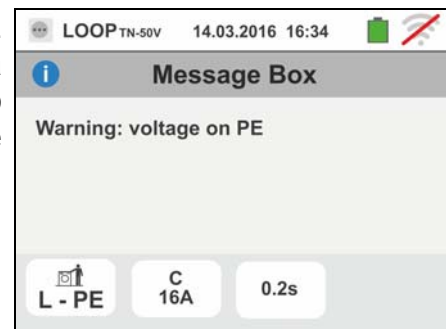 LOOP TN-50V 14.03.2016 16:34
Message Box
Warning: voltage on PE
L - PE
C
16A
0.2s